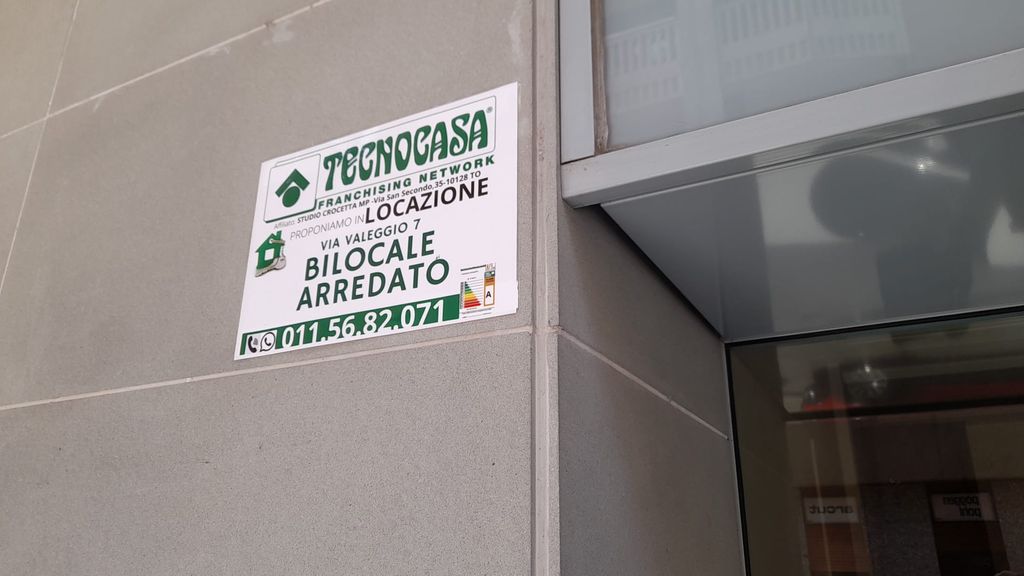 TECNOCASA®
FRANCHISING NETWORK
Affiliato: STUDIO CROCETTA MP - Via San Secondo,35-10128 TO
PROPONIAMO IN LOCAZIONE
VIA VALEGGIO 7
BILOCALE
ARREDATO
A
011.56.82.071